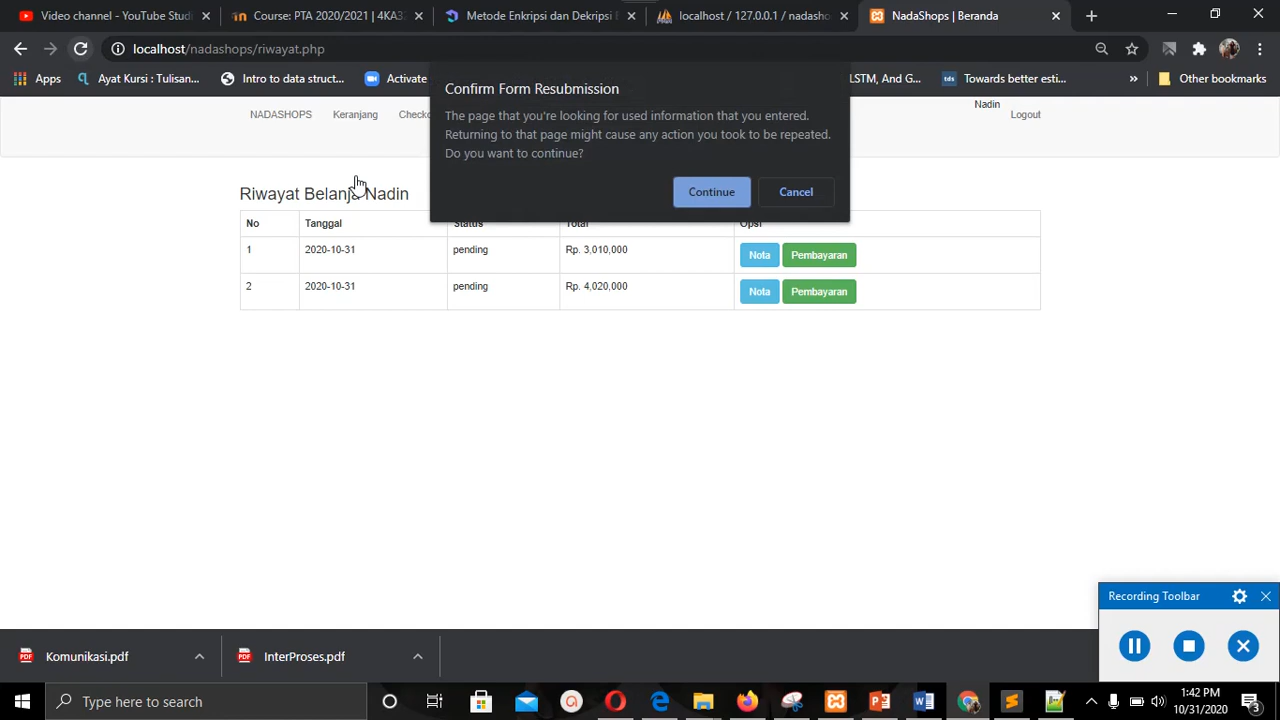 Video channel - YouTube Stud
Course: PTA 2020/2021 | 4KA3
Metode Enkripsi dan Dekripsi
localhost / 127.0.0.1 / nadasho
NadaShops | Beranda
localhost/nadashops/riwayat.php
Apps
Ayat Kursi : Tulisan...
Intro to data struct...
Activate
LSTM, And G...
Towards better esti...
Other bookmarks
NADASHOPS
Keranjang
Checko
Nadin
Logout
Confirm Form Resubmission
The page that you're looking for used information that you entered.
Returning to that page might cause any action you took to be repeated.
Do you want to continue?
Continue
Cancel
Riwayat Belanja Nadin
No Tanggal Status Total Opsi
1 2020-10-31 pending Rp. 3,010,000 Nota Pembayaran
2 2020-10-31 pending Rp. 4,020,000 Nota Pembayaran
Recording Toolbar
Komunikasi.pdf
InterProses.pdf
Type here to search
1:42 PM
10/31/2020
3